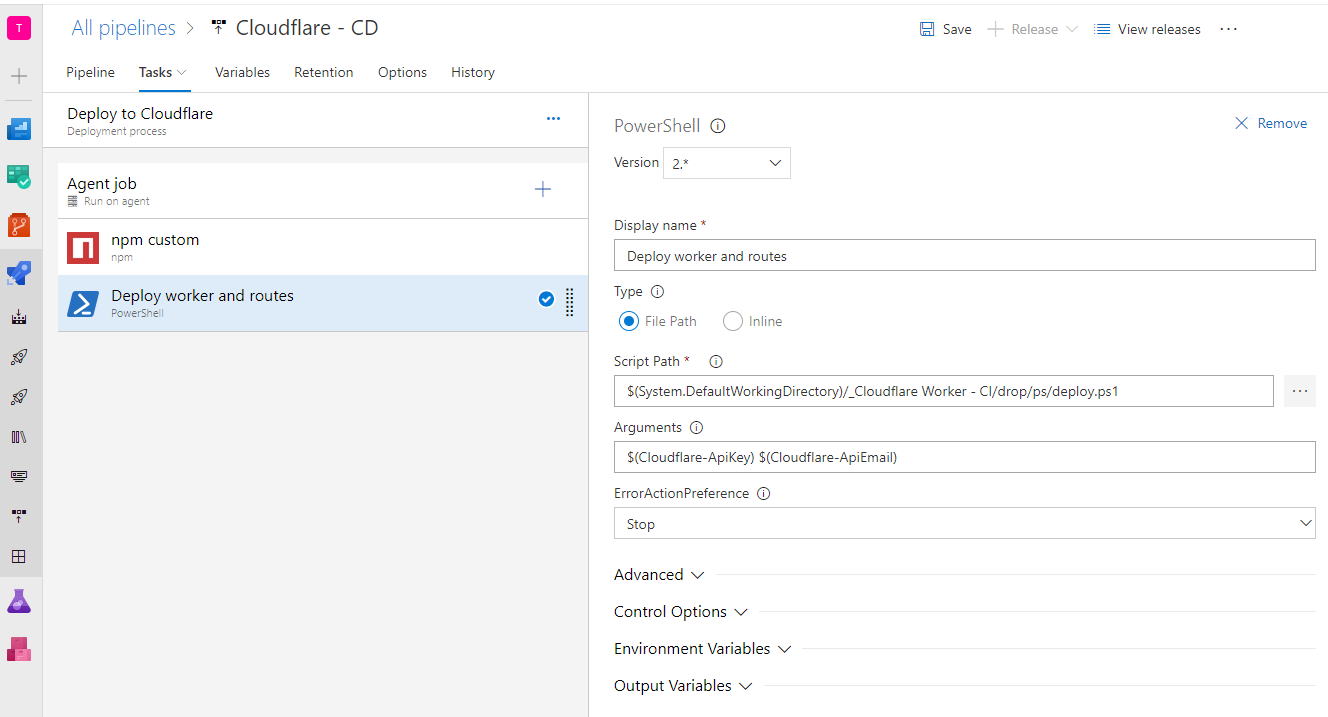 T
All pipelines > Cloudflare - CD
Save Release View releases ...
Pipeline Tasks Variables Retention Options History
Deploy to Cloudflare
Deployment process
Agent job
Run on agent
npm custom
npm
Deploy worker and routes
PowerShell
PowerShell
Remove
Version 2.*
Display name *
Deploy worker and routes
Type
File Path Inline
Script Path *
$(System.DefaultWorkingDirectory)/_Cloudflare Worker - CI/drop/ps/deploy.ps1
Arguments
$(Cloudflare-ApiKey) $(Cloudflare-ApiEmail)
ErrorActionPreference
Stop
Advanced
Control Options
Environment Variables
Output Variables